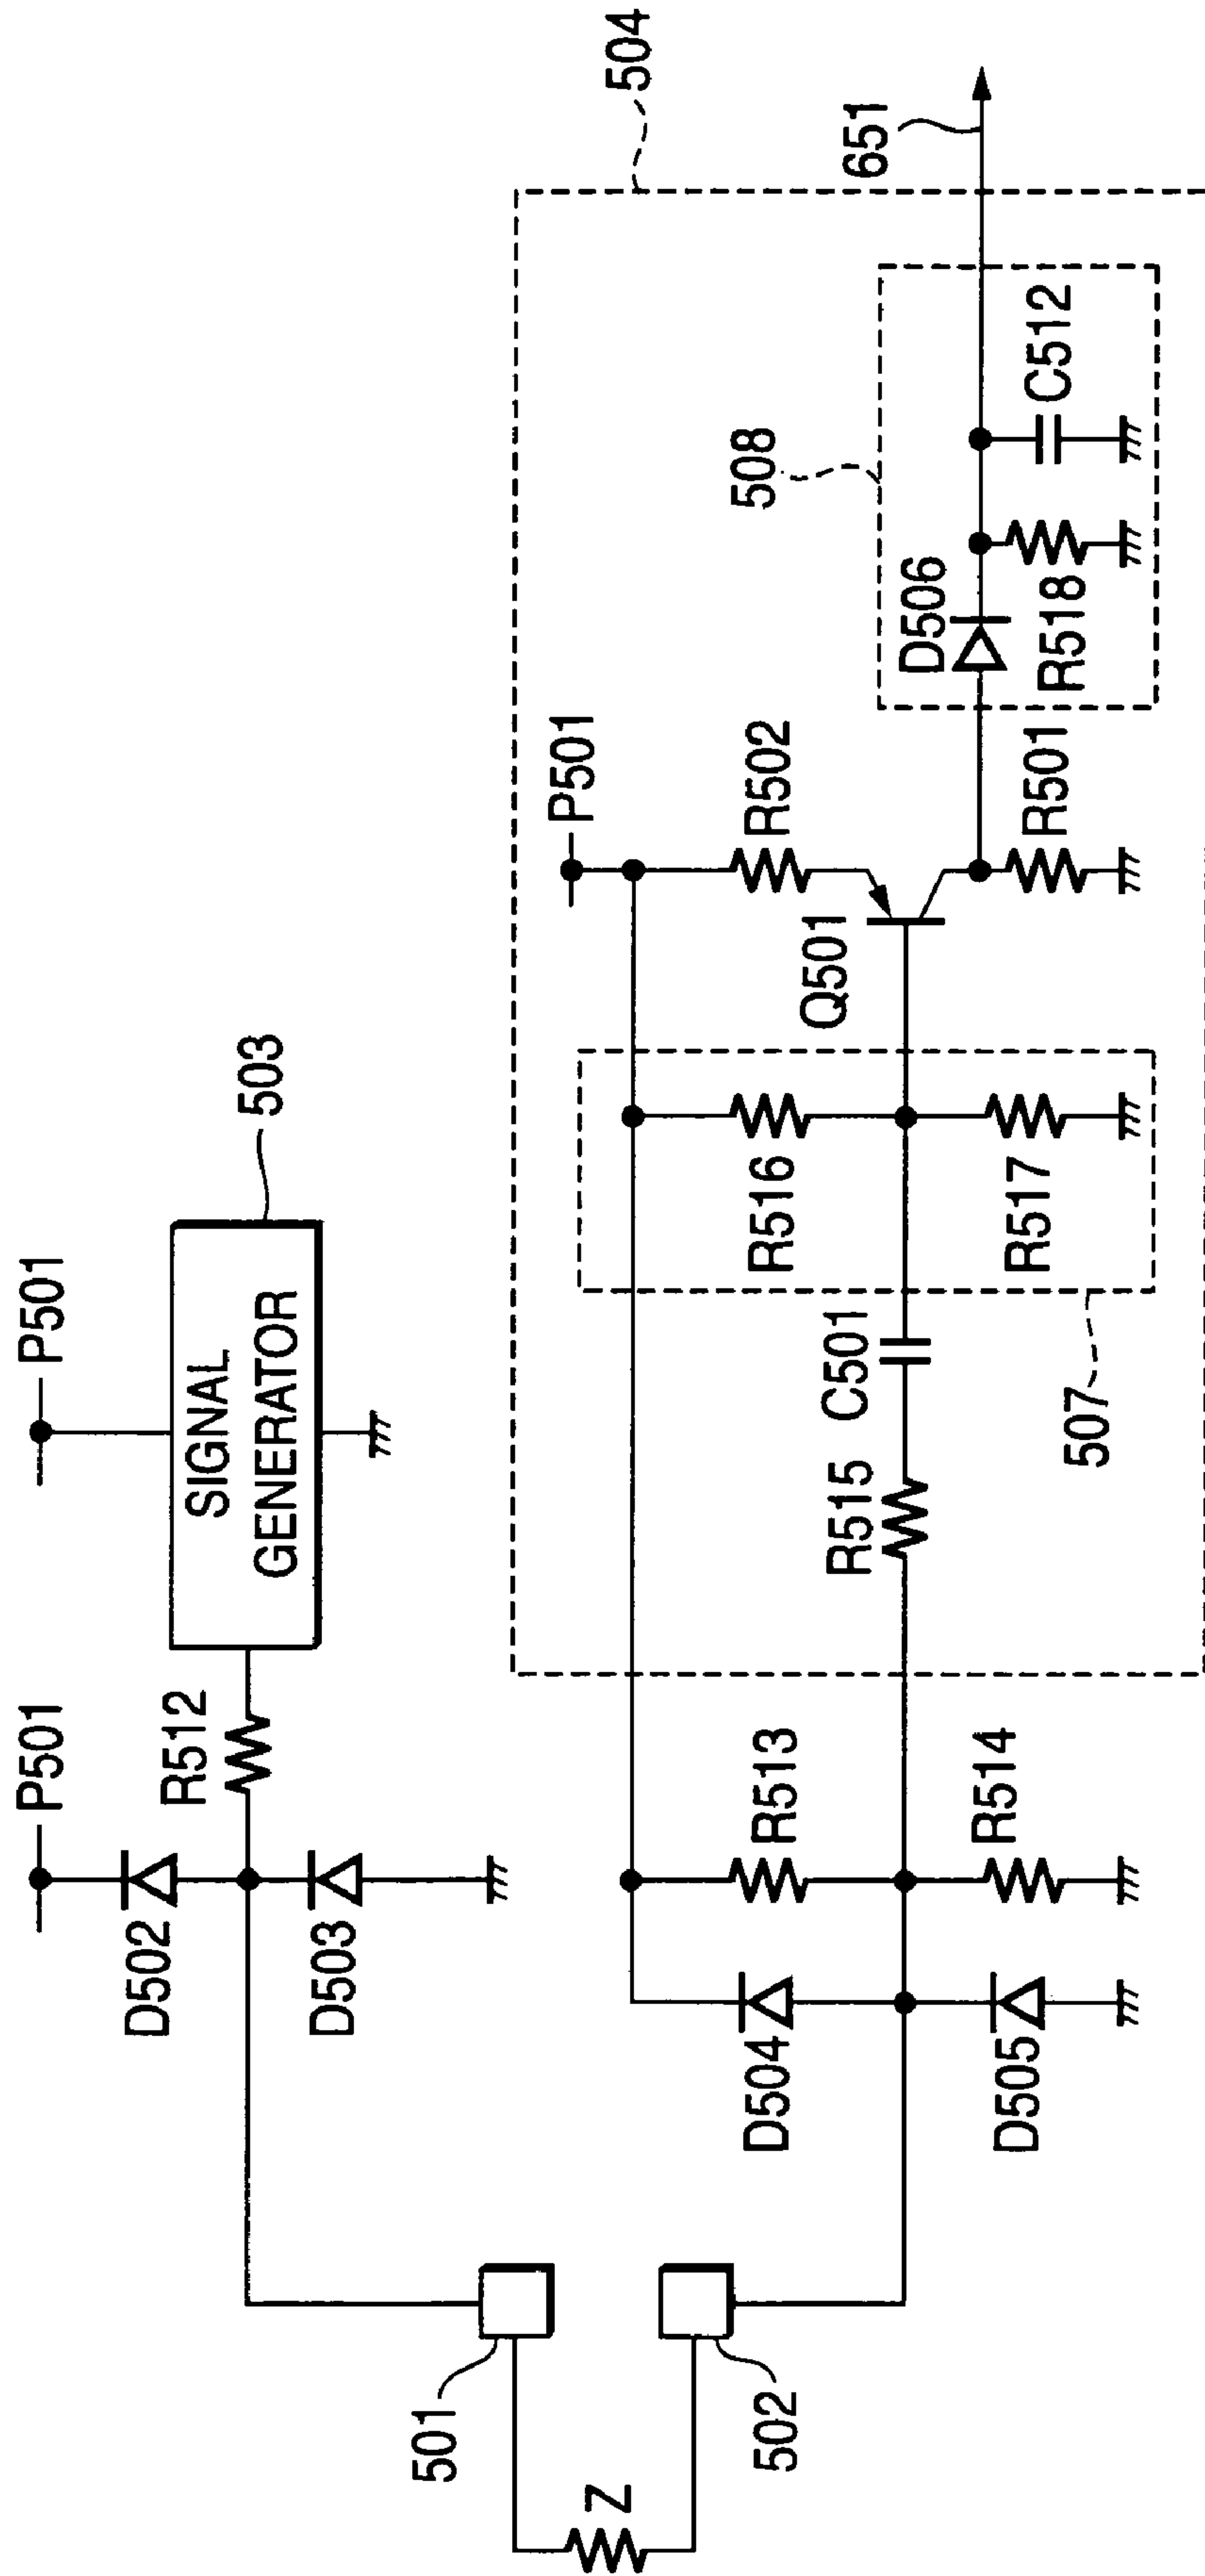 P501
P501
503
SIGNAL
GENERATOR
R512
D502
D503
501
502
Z
504
P501
R502
Q501
R501
508
D506
R518
C512
651
R516
R517
507
C501
R515
R513
R514
D504
D505